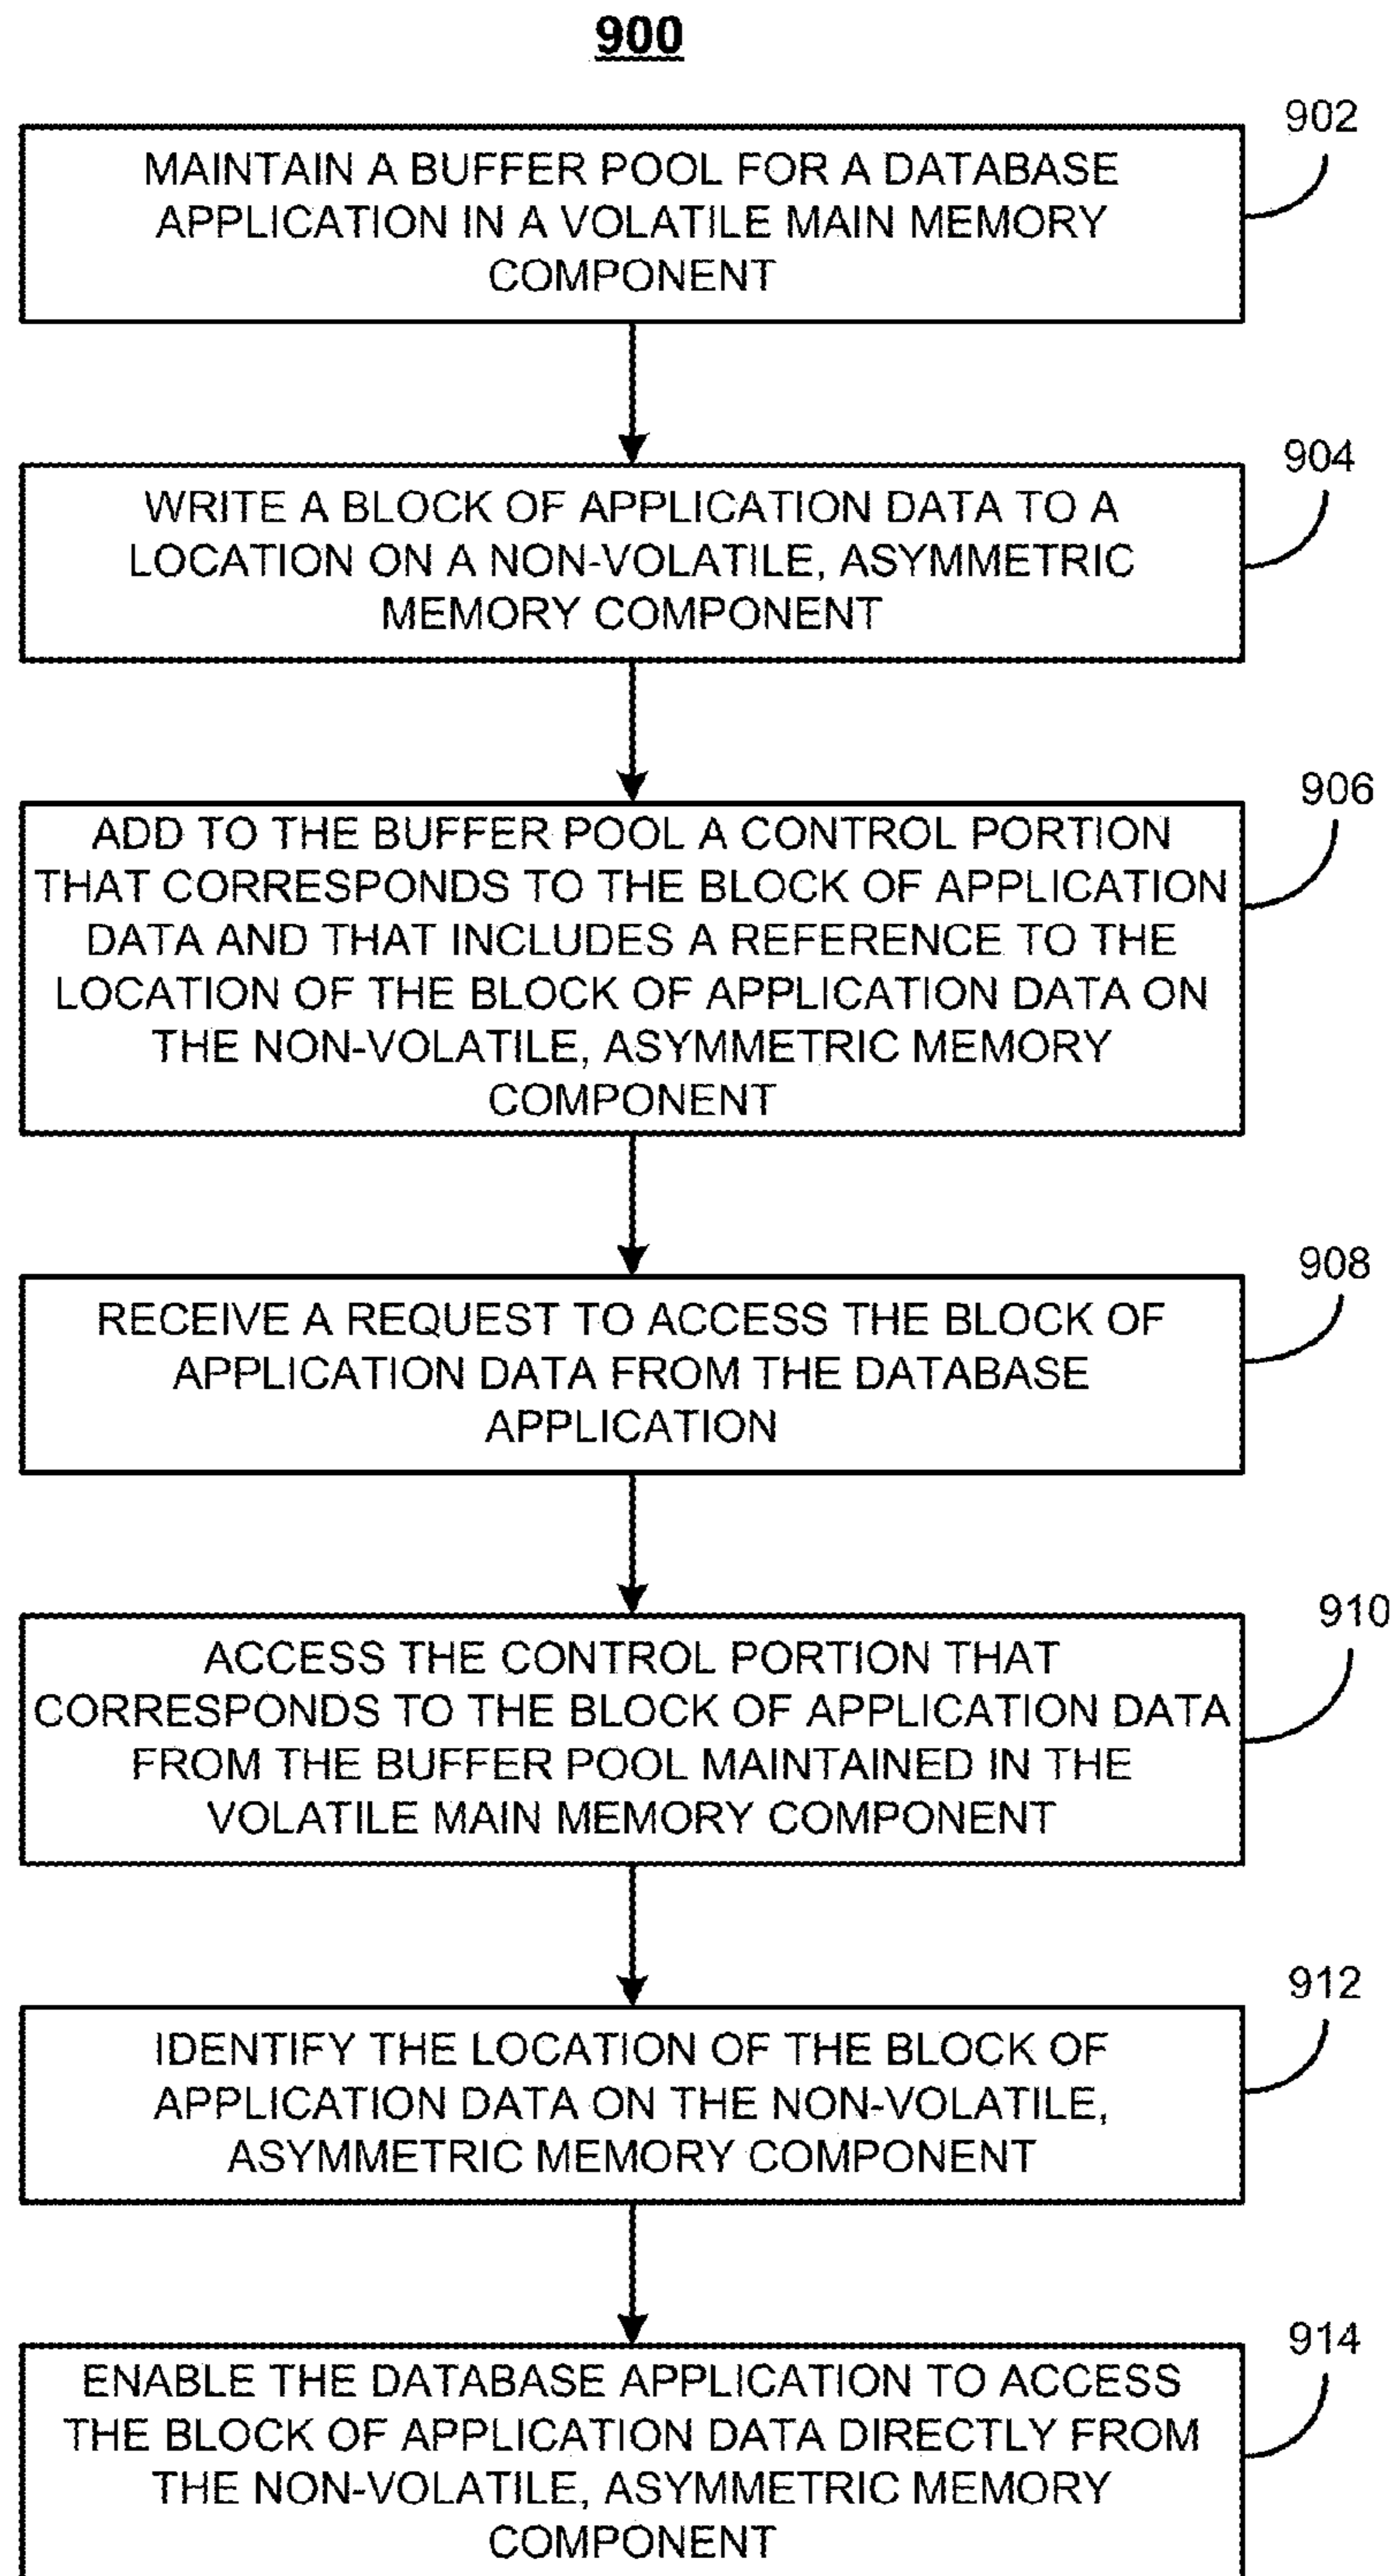 900
902
MAINTAIN A BUFFER POOL FOR A DATABASE
APPLICATION IN A VOLATILE MAIN MEMORY
COMPONENT
904
WRITE A BLOCK OF APPLICATION DATA TO A
LOCATION ON A NON-VOLATILE, ASYMMETRIC
MEMORY COMPONENT
906
ADD TO THE BUFFER POOL A CONTROL PORTION
THAT CORRESPONDS TO THE BLOCK OF APPLICATION
DATA AND THAT INCLUDES A REFERENCE TO THE
LOCATION OF THE BLOCK OF APPLICATION DATA ON
THE NON-VOLATILE, ASYMMETRIC MEMORY
COMPONENT
908
RECEIVE A REQUEST TO ACCESS THE BLOCK OF
APPLICATION DATA FROM THE DATABASE
APPLICATION
910
ACCESS THE CONTROL PORTION THAT
CORRESPONDS TO THE BLOCK OF APPLICATION DATA
FROM THE BUFFER POOL MAINTAINED IN THE
VOLATILE MAIN MEMORY COMPONENT
912
IDENTIFY THE LOCATION OF THE BLOCK OF
APPLICATION DATA ON THE NON-VOLATILE,
ASYMMETRIC MEMORY COMPONENT
914
ENABLE THE DATABASE APPLICATION TO ACCESS
THE BLOCK OF APPLICATION DATA DIRECTLY FROM
THE NON-VOLATILE, ASYMMETRIC MEMORY
COMPONENT